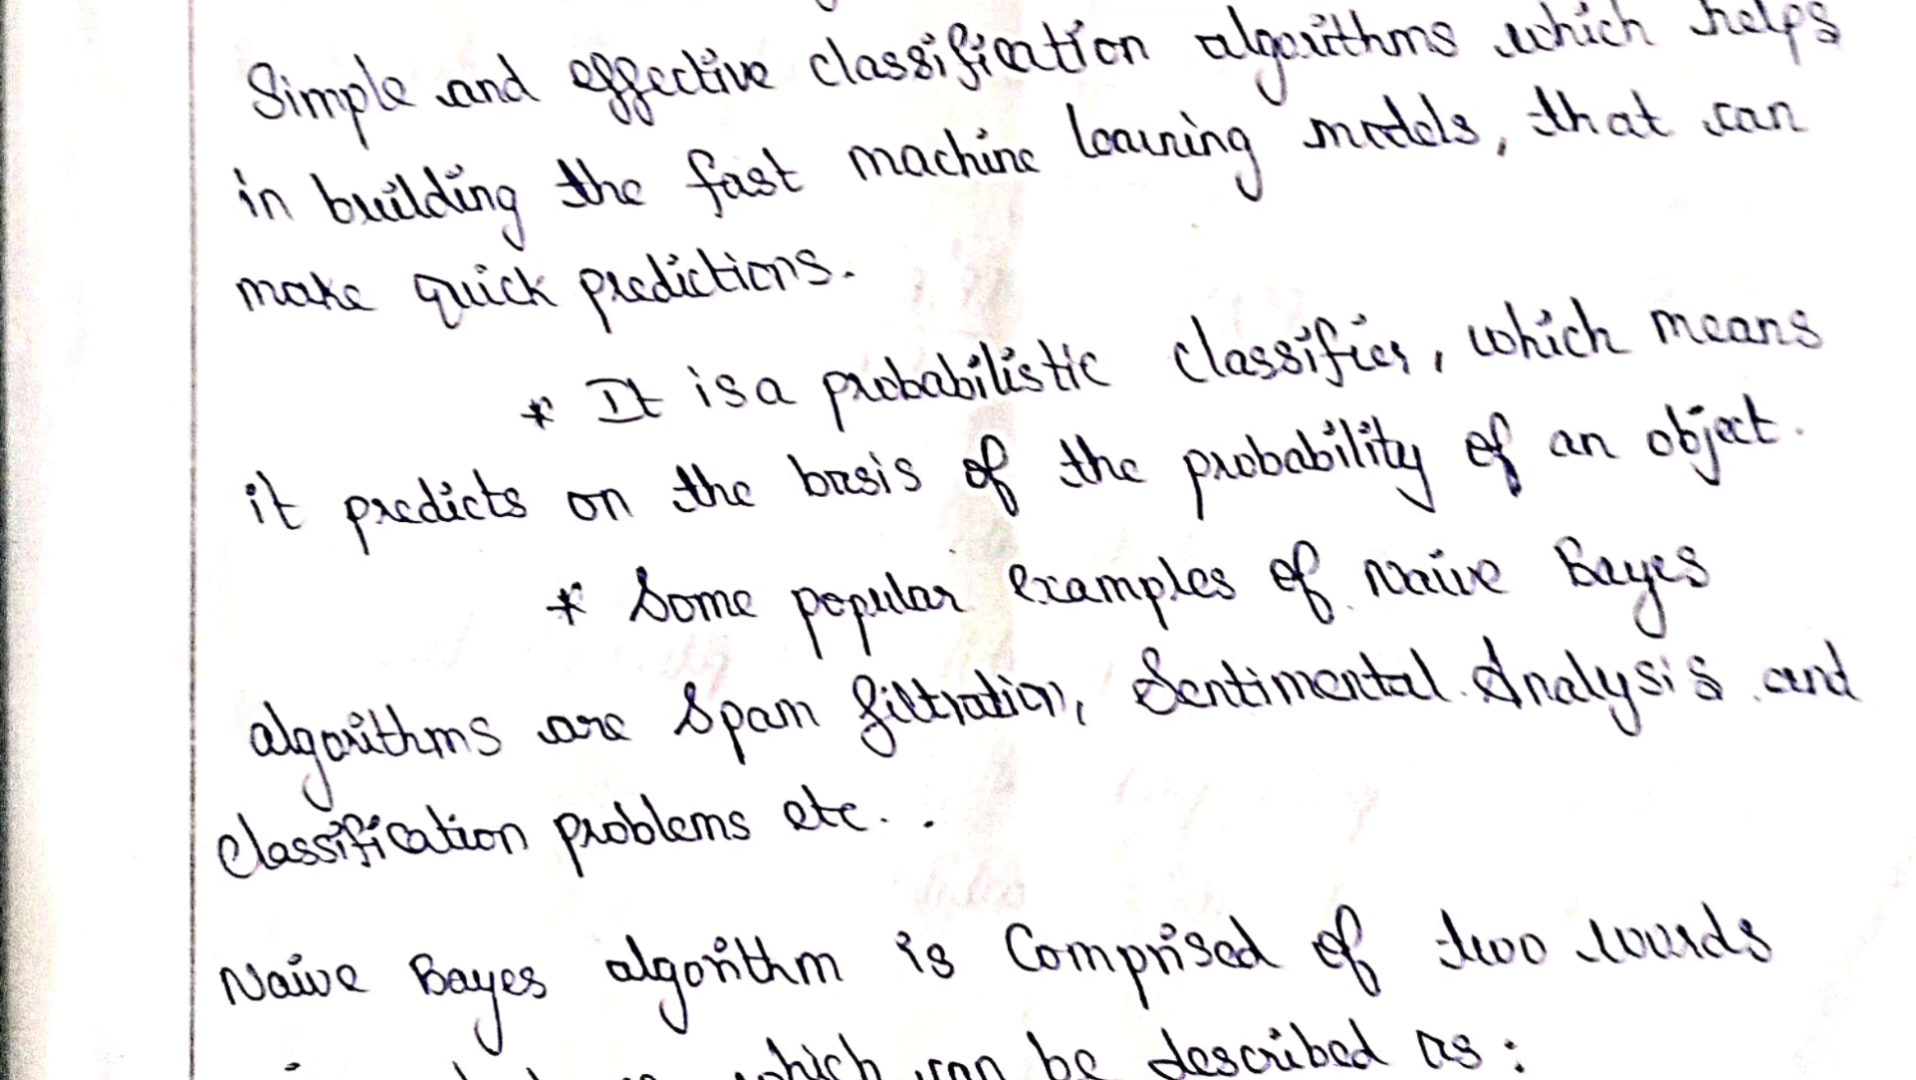 Simple and effective classification algorithms which helps
in building the fast machine learning models, that can
make quick predictions.
* It is a probabilistic classifier, which means
it predicts on the basis of the probability of an object.
* Some popular examples of Naive Bayes
algorithms are Spam filtration, Sentimental Analysis and
classification problems etc..
Naive Bayes algorithm is Comprised of two words
which can be described as: